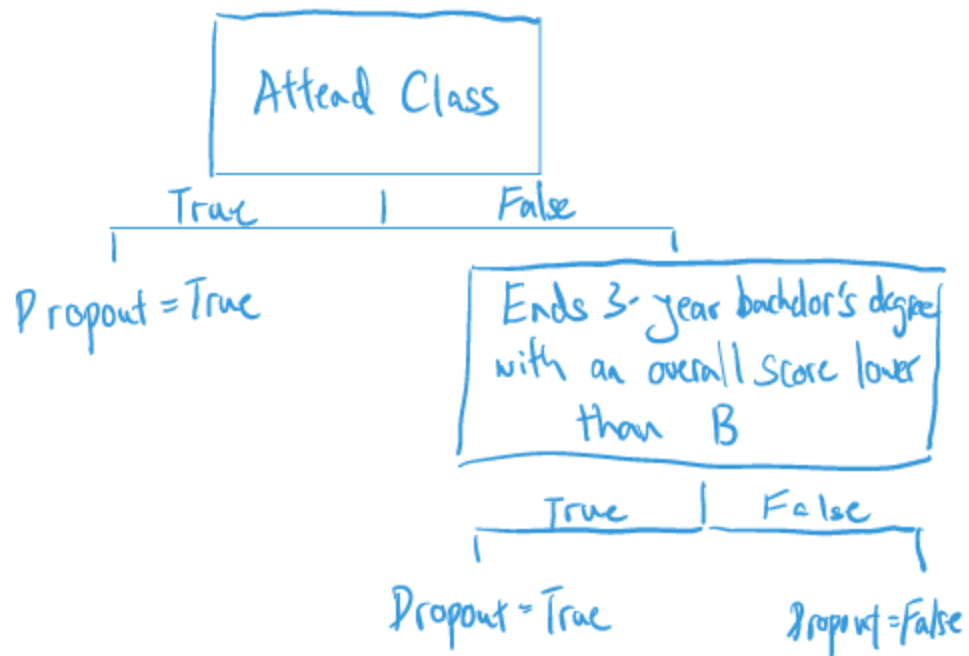 Attend Class
True
False
Dropout = True
Ends 3-year bachelor's degree
with an overall score lower
than B
True
False
Dropout = True
Dropout = False